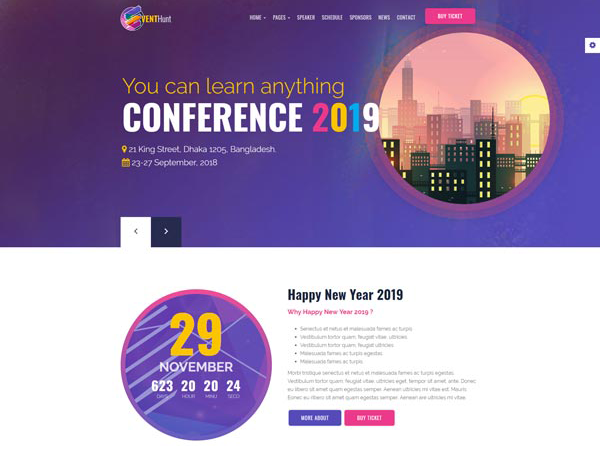 VENTHunt
HOME PAGES SPEAKER SCHEDULE SPONSORS NEWS CONTACT BUY TICKET
You can learn anything
CONFERENCE 2019
21 King Street, Dhaka 1205, Bangladesh.
23-27 September, 2018
29
NOVEMBER
623 20 20 24
DAYS HOUR MINU SECO
Happy New Year 2019
Why Happy New Year 2019 ?
Senectus et netus et malesuada fames ac turpis
Vestibulum tortor quam, feugiat vitae, ultricies
Vestibulum tortor quam, feugiat ultricies
Malesuada fames ac turpis egestas
Malesuada fames ac turpis
Morbi tristique senectus et netus et malesuada fames ac turpis egestas.
Vestibulum tortor quam, feugiat vitae, ultricies eget, tempor sit amet, ante. Donec
eu libero sit amet quam egestas semper. Aenean ultricies mi vitae est. Mauris
Donec eu libero sit amet quam egestas semper. Aenean ere ultricies mi vitae.
MORE ABOUT BUY TICKET